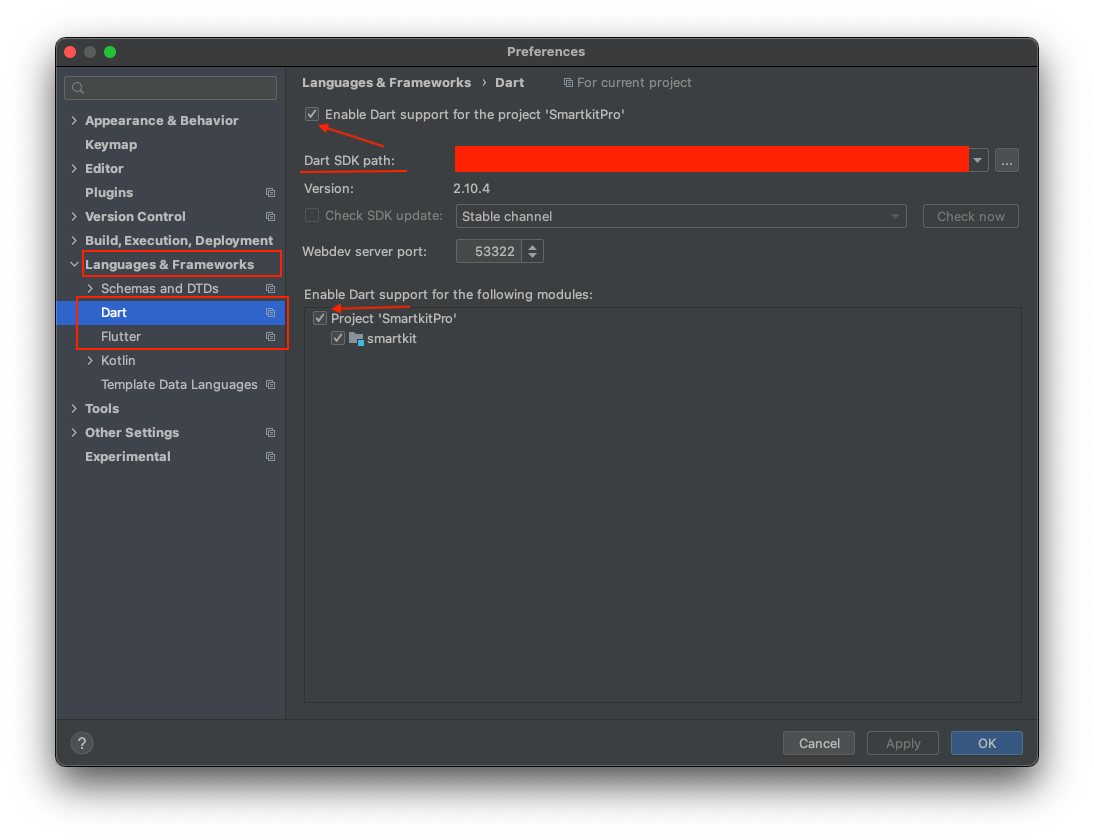 Preferences
Languages & Frameworks › Dart For current project
Appearance & Behavior
Keymap
Editor
Plugins
Version Control
Build, Execution, Deployment
Languages & Frameworks
Schemas and DTDs
Dart
Flutter
Kotlin
Template Data Languages
Tools
Other Settings
Experimental
Enable Dart support for the project 'SmartkitPro'
Dart SDK path:
...
Version: 2.10.4
Check SDK update: Stable channel Check now
Webdev server port: 53322
Enable Dart support for the following modules:
Project 'SmartkitPro'
smartkit
?
Cancel Apply OK